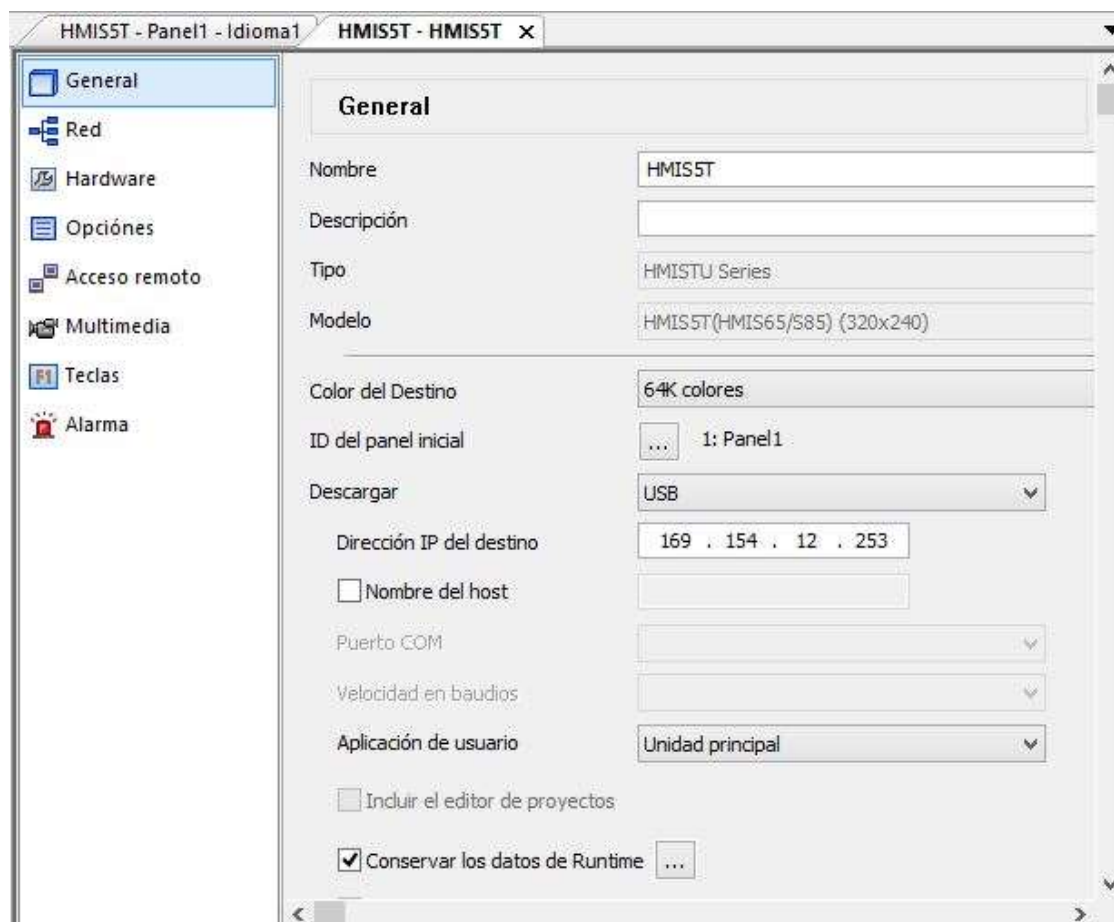 HMIS5T - Panel1 - Idioma1
HMIS5T - HMIS5T
General
Red
Hardware
Opciónes
Acceso remoto
Multimedia
F1 Teclas
Alarma
General
Nombre HMIS5T
Descripción
Tipo HMISTU Series
Modelo HMIS5T(HMIS65/S85) (320x240)
Color del Destino 64K colores
ID del panel inicial ... 1: Panel1
Descargar USB
Dirección IP del destino 169 . 154 . 12 . 253
Nombre del host
Puerto COM
Velocidad en baudios
Aplicación de usuario Unidad principal
Incluir el editor de proyectos
Conservar los datos de Runtime ...